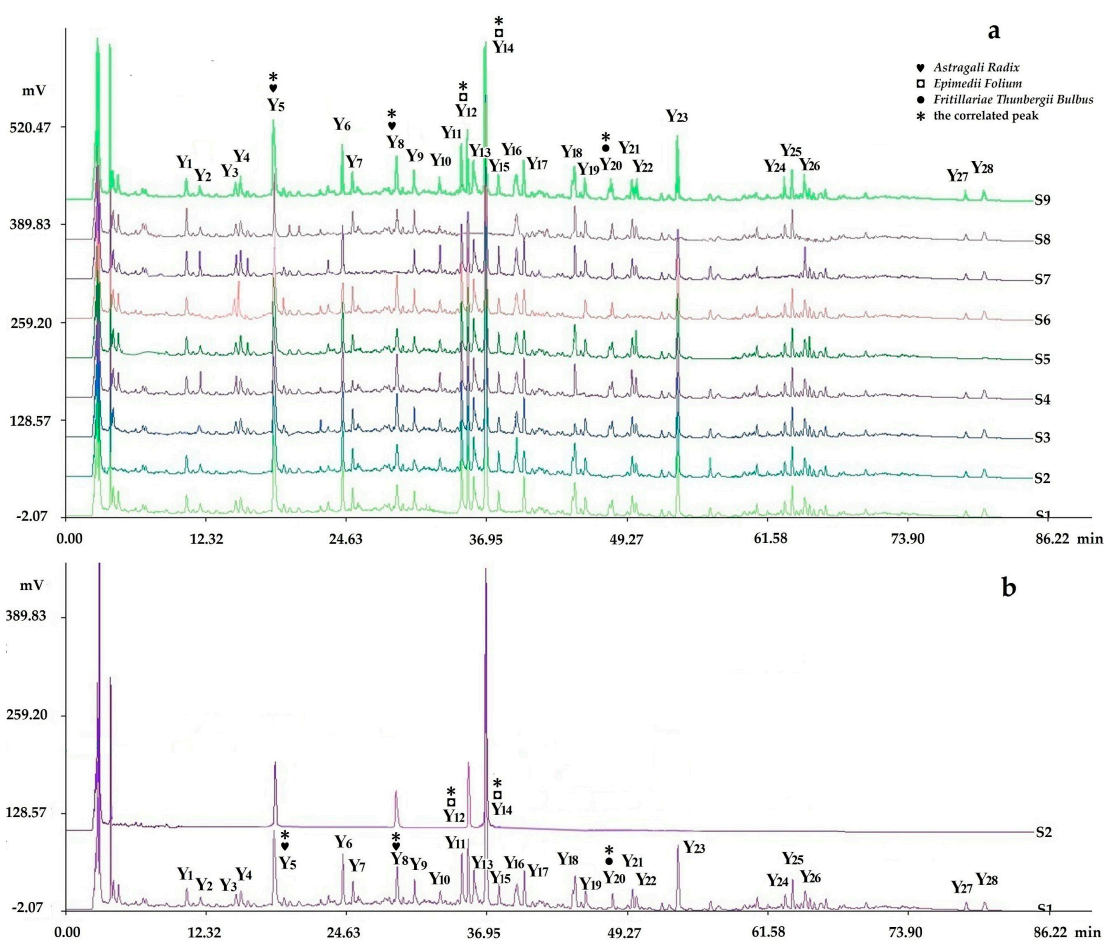 a
mV
♥ Astragali Radix
◻ Epimedii Folium
● Fritillariae Thunbergii Bulbus
* the correlated peak
520.47
389.83
259.20
128.57
-2.07
* ♥ Y5
* ♥ Y8
* ◻ Y12
* ◻ Y14
* ● Y20
Y1 Y2 Y3 Y4 Y6 Y7 Y9 Y10 Y11 Y13 Y15 Y16 Y17 Y18 Y19 Y21 Y22 Y23 Y24 Y25 Y26 Y27 Y28
S9
S8
S7
S6
S5
S4
S3
S2
S1
0.00 12.32 24.63 36.95 49.27 61.58 73.90 86.22 min
b
mV
389.83
259.20
128.57
-2.07
* ◻ Y12
* ◻ Y14
S2
* ♥ Y5
* ♥ Y8
* ● Y20
Y1 Y2 Y3 Y4 Y6 Y7 Y9 Y10 Y11 Y13 Y15 Y16 Y17 Y18 Y19 Y21 Y22 Y23 Y24 Y25 Y26 Y27 Y28
S1
0.00 12.32 24.63 36.95 49.27 61.58 73.90 86.22 min